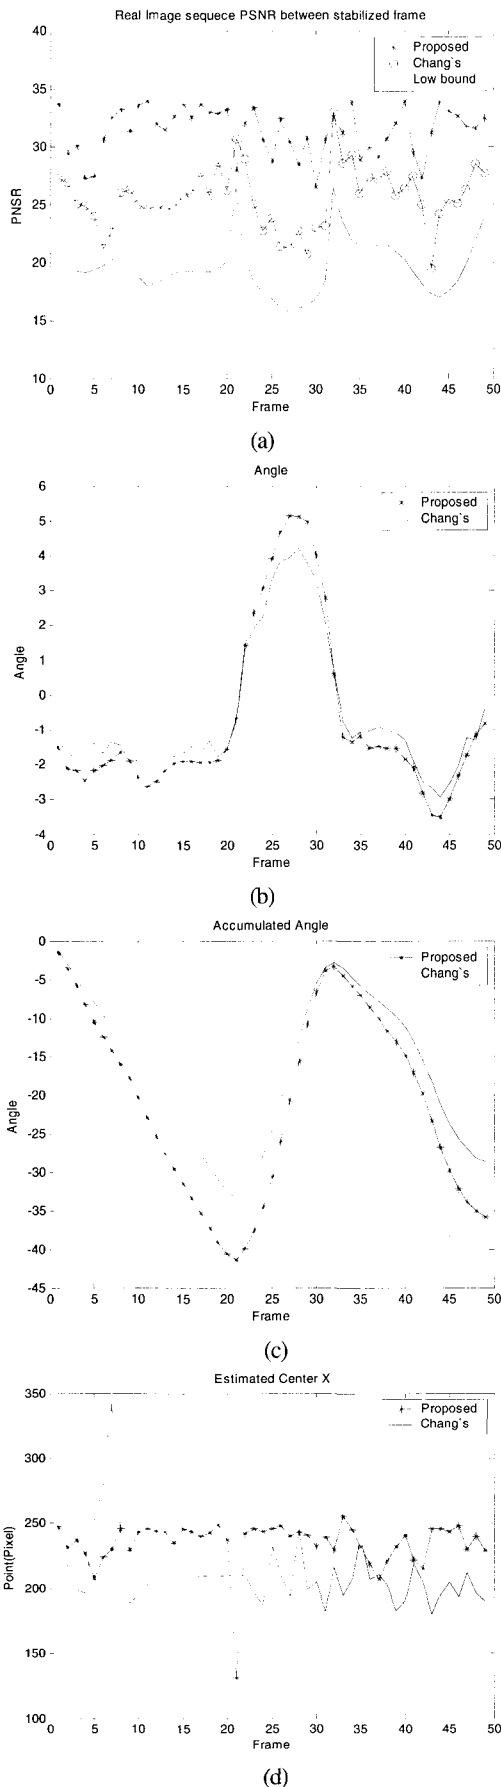 Real Image sequece PSNR between stabilized frame
40
35
30
25
20
15
10
PNSR
Proposed
Chang`s
Low bound
0 5 10 15 20 25 30 35 40 45 50
Frame
(a)
Angle
6
5
4
3
2
1
0
-1
-2
-3
-4
Angle
Proposed
Chang`s
0 5 10 15 20 25 30 35 40 45 50
Frame
(b)
Accumulated Angle
0
-5
-10
-15
-20
-25
-30
-35
-40
-45
Angle
Proposed
Chang`s
0 5 10 15 20 25 30 35 40 45 50
Frame
(c)
Estimated Center X
350
300
250
200
150
100
Point(Pixel)
Proposed
Chang`s
0 5 10 15 20 25 30 35 40 45 50
Frame
(d)